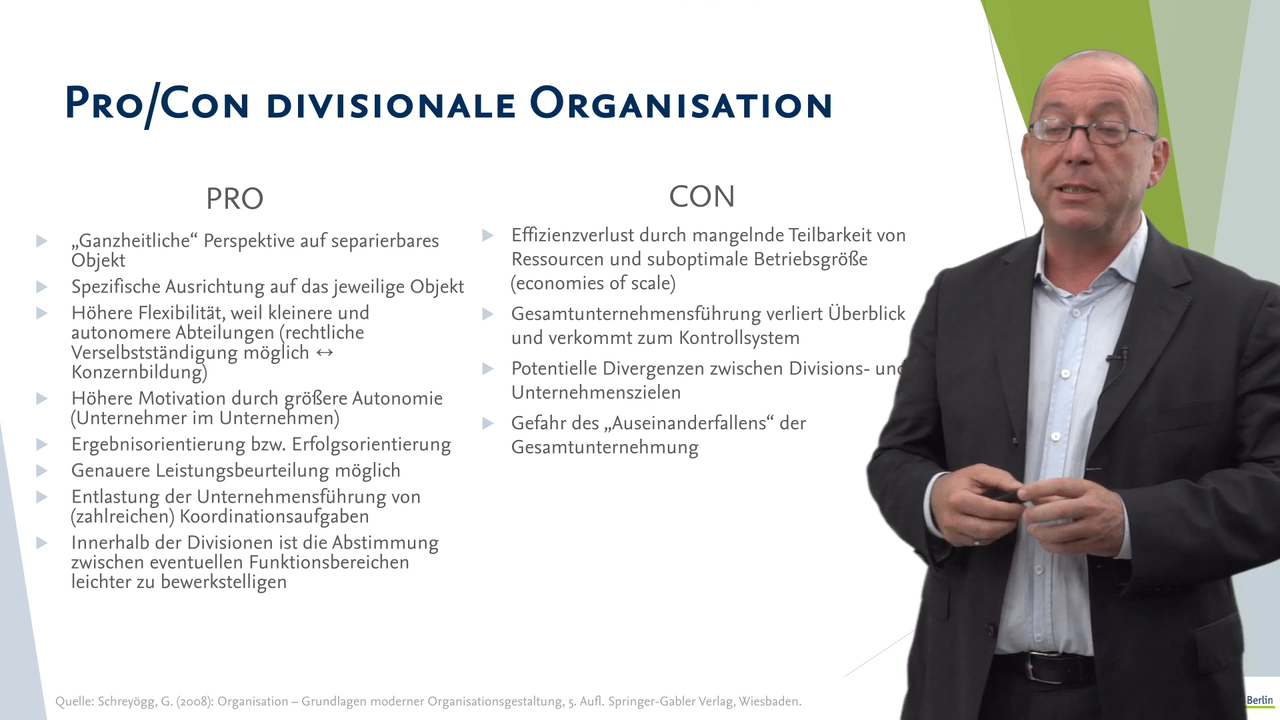 Pro/Con divisionale Organisation
PRO
„Ganzheitliche“ Perspektive auf separierbares
Objekt
Spezifische Ausrichtung auf das jeweilige Objekt
Höhere Flexibilität, weil kleinere und
autonomere Abteilungen (rechtliche
Verselbstständigung möglich ↔
Konzernbildung)
Höhere Motivation durch größere Autonomie
(Unternehmer im Unternehmen)
Ergebnisorientierung bzw. Erfolgsorientierung
Genauere Leistungsbeurteilung möglich
Entlastung der Unternehmensführung von
(zahlreichen) Koordinationsaufgaben
Innerhalb der Divisionen ist die Abstimmung
zwischen eventuellen Funktionsbereichen
leichter zu bewerkstelligen
CON
Effizienzverlust durch mangelnde Teilbarkeit von
Ressourcen und suboptimale Betriebsgröße
(economies of scale)
Gesamtunternehmensführung verliert Überblick
und verkommt zum Kontrollsystem
Potentielle Divergenzen zwischen Divisions- und
Unternehmenszielen
Gefahr des „Auseinanderfallens“ der
Gesamtunternehmung
Quelle: Schreyögg, G. (2008): Organisation – Grundlagen moderner Organisationsgestaltung, 5. Aufl. Springer-Gabler Verlag, Wiesbaden.
Berlin